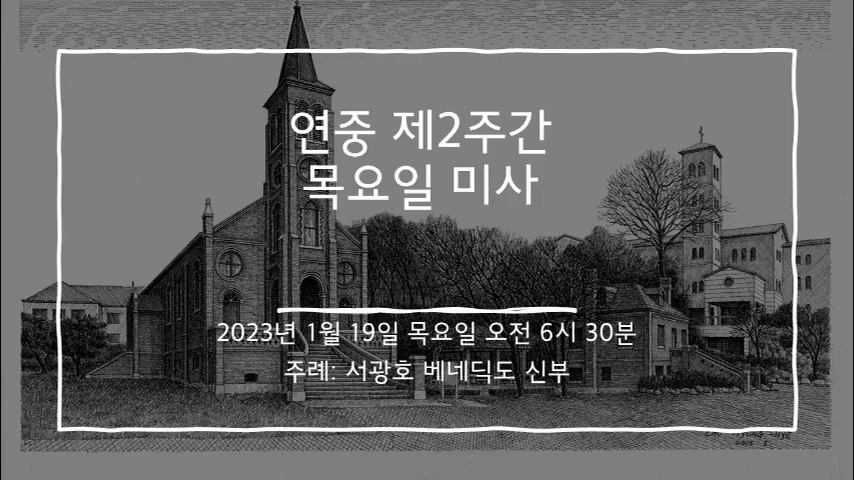 연중 제2주간
목요일 미사
2023년 1월 19일 목요일 오전 6시 30분
주례: 서광호 베네딕도 신부